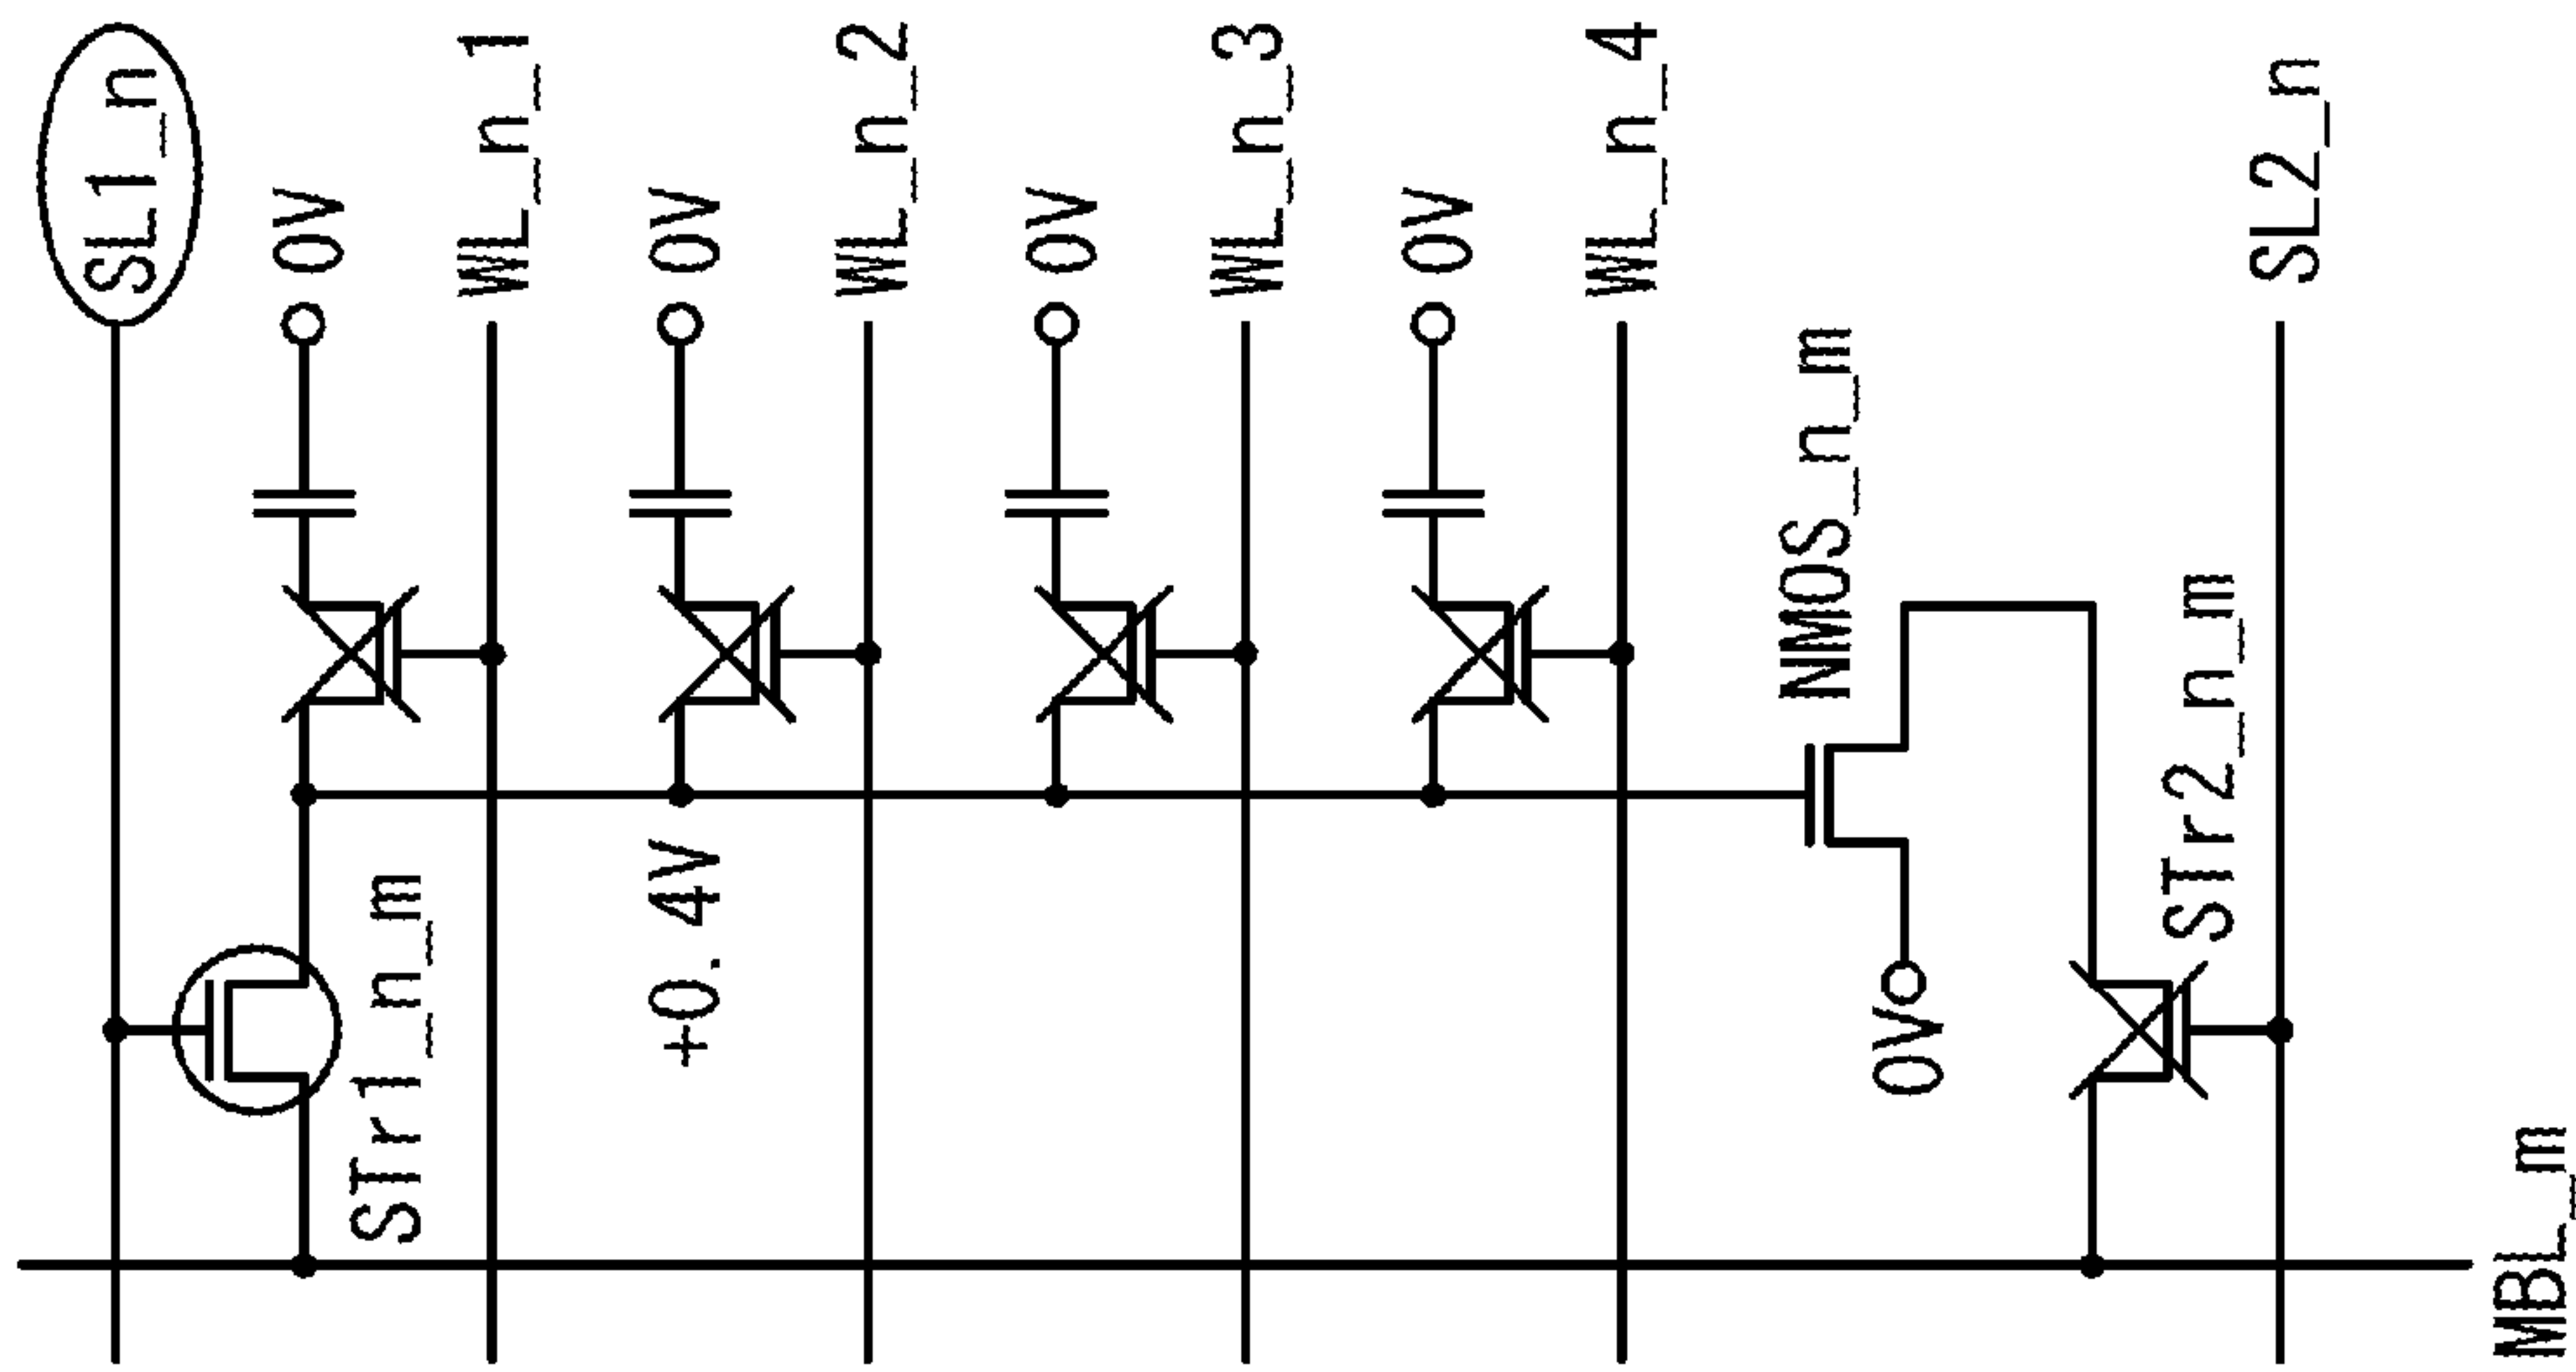 SL1_n
0V
WL_n_1
0V
WL_n_2
0V
WL_n_3
0V
WL_n_4
SL2_n
NMOS_n_m
STr2_n_m
+0.4V
STr1_n_m
0V
MBL_m